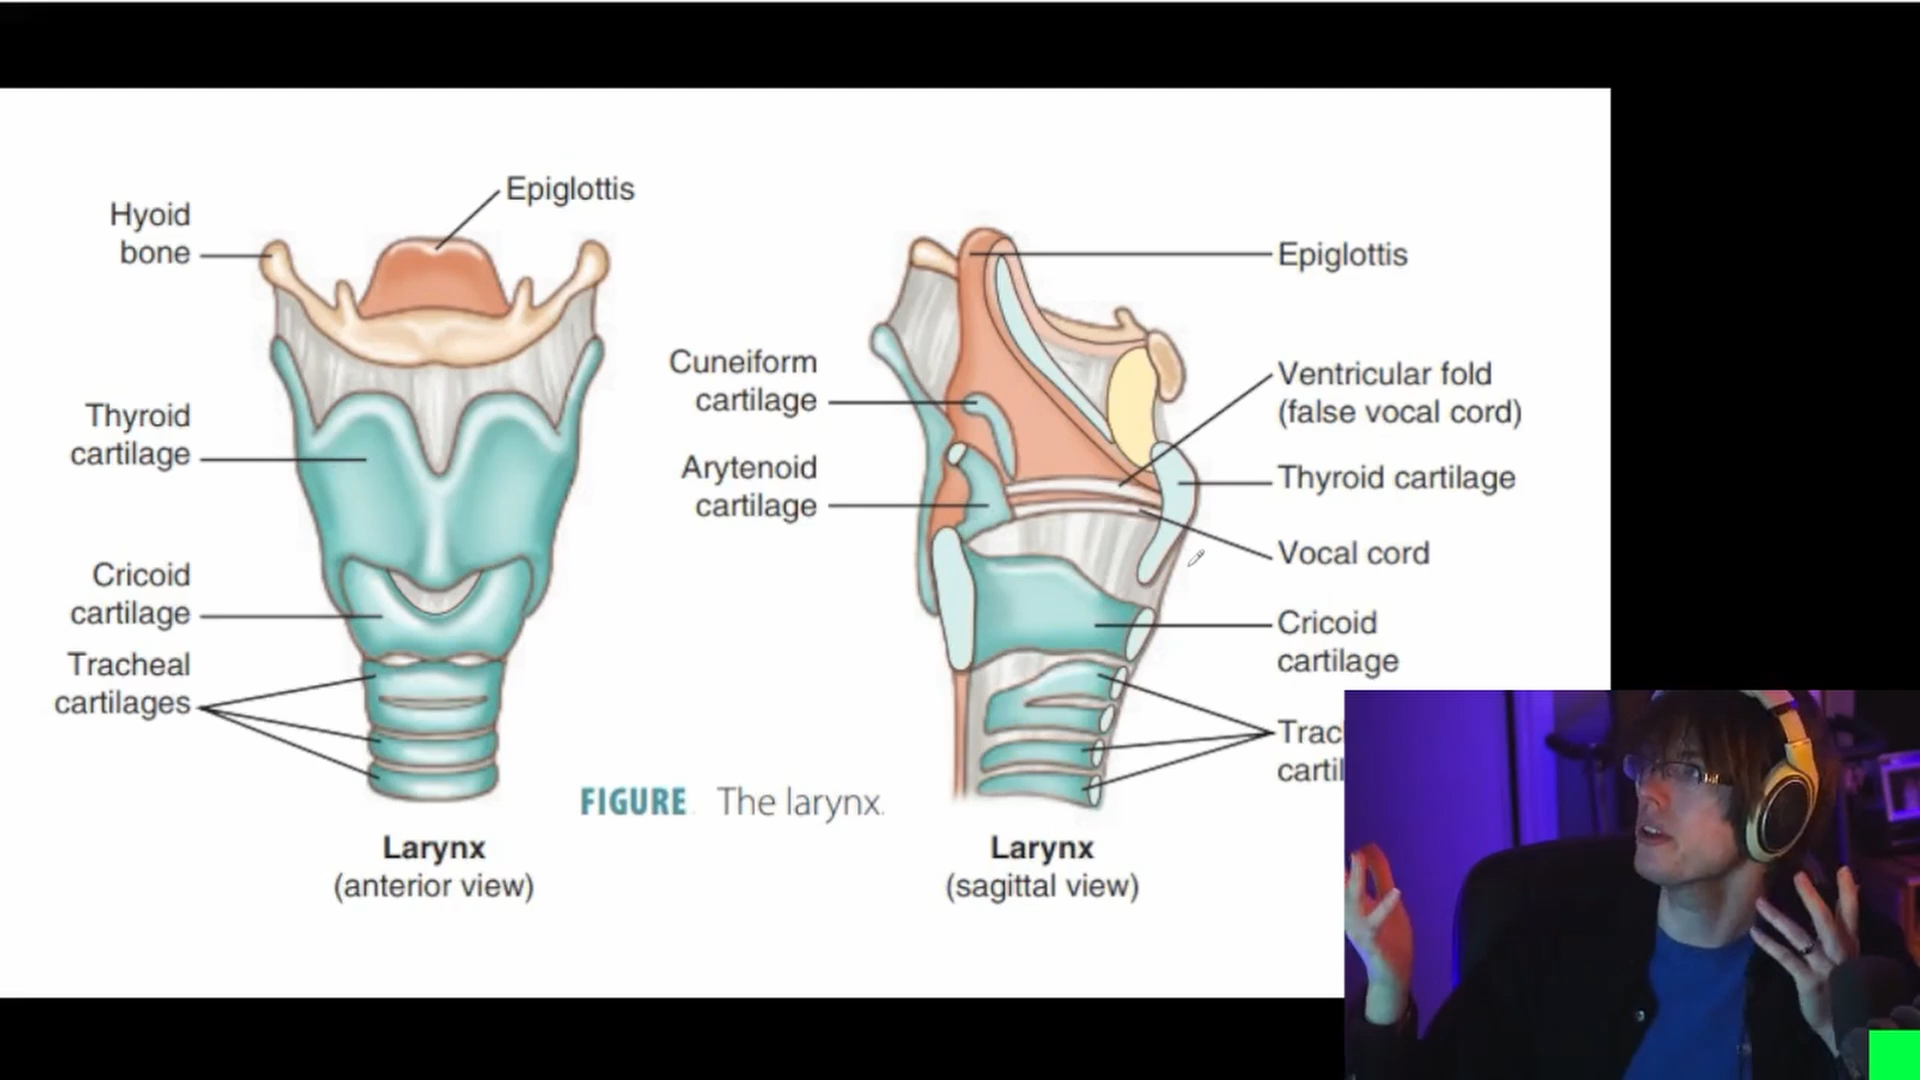 Epiglottis
Hyoid
bone
Thyroid
cartilage
Cricoid
cartilage
Tracheal
cartilages
Larynx
(anterior view)
FIGURE The larynx.
Epiglottis
Cuneiform
cartilage
Ventricular fold
(false vocal cord)
Arytenoid
cartilage
Thyroid cartilage
Vocal cord
Cricoid
cartilage
Larynx
(sagittal view)